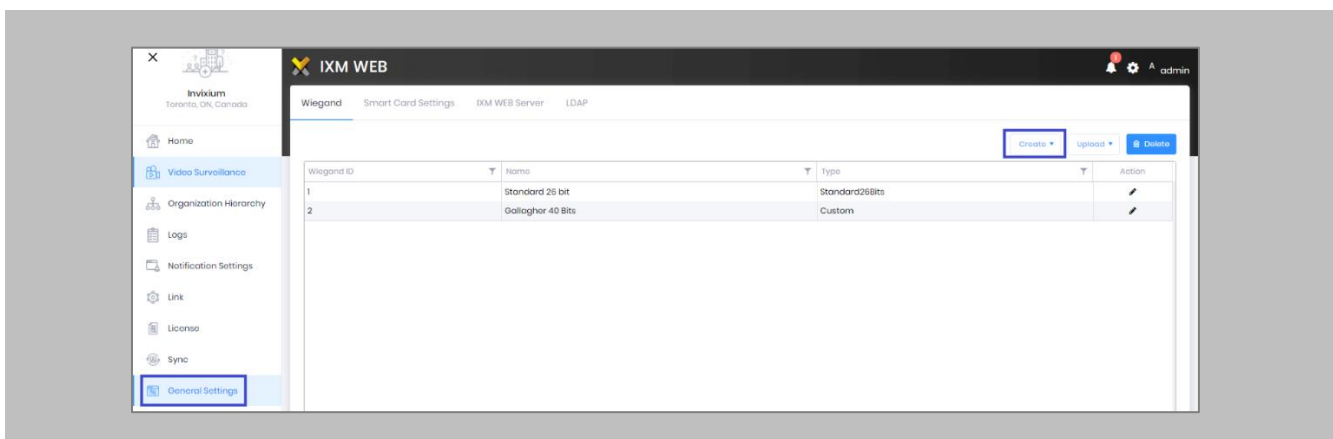 Invixium
Toronto, ON, Canada
Home
Video Surveillance
Organization Hierarchy
Logs
Notification Settings
Link
License
Sync
General Settings
IXM WEB
1
A admin
Wiegand Smart Card Settings IXM WEB Server LDAP
Create Upload Delete
Wiegand ID Name Type Action
1 Standard 26 bit Standard26Bits
2 Gallagher 40 Bits Custom